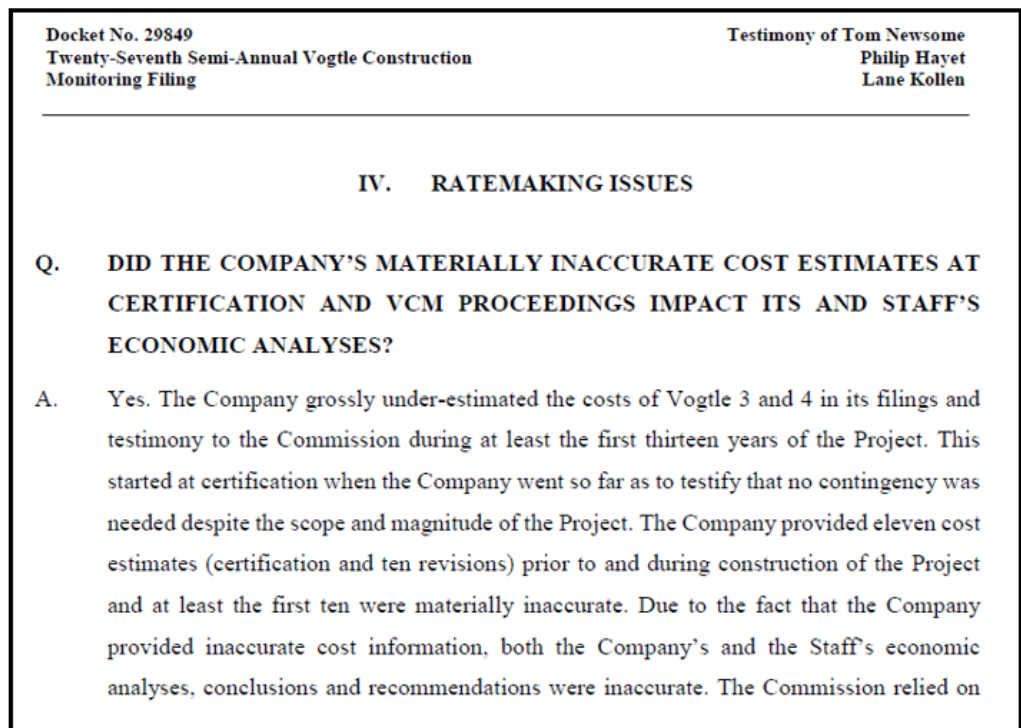 Docket No. 29849 Testimony of Tom Newsome
Twenty-Seventh Semi-Annual Vogtle Construction Philip Hayet
Monitoring Filing Lane Kollen
IV. RATEMAKING ISSUES
Q. DID THE COMPANY'S MATERIALLY INACCURATE COST ESTIMATES AT
CERTIFICATION AND VCM PROCEEDINGS IMPACT ITS AND STAFF'S
ECONOMIC ANALYSES?
A. Yes. The Company grossly under-estimated the costs of Vogtle 3 and 4 in its filings and
testimony to the Commission during at least the first thirteen years of the Project. This
started at certification when the Company went so far as to testify that no contingency was
needed despite the scope and magnitude of the Project. The Company provided eleven cost
estimates (certification and ten revisions) prior to and during construction of the Project
and at least the first ten were materially inaccurate. Due to the fact that the Company
provided inaccurate cost information, both the Company's and the Staff's economic
analyses, conclusions and recommendations were inaccurate. The Commission relied on